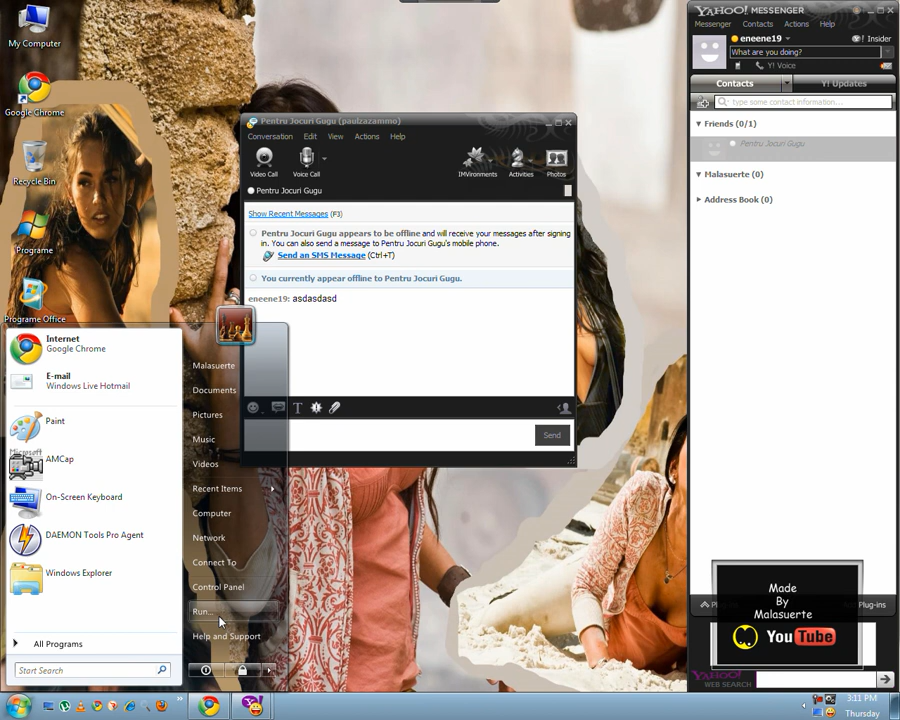 My Computer
Google Chrome
Recycle Bin
Programe
Programe Office
Internet
Google Chrome
E-mail
Windows Live Hotmail
Paint
Microsoft
AMCap
On-Screen Keyboard
DAEMON Tools Pro Agent
Windows Explorer
All Programs
Start Search
Malasuerte
Documents
Pictures
Music
Videos
Recent Items
Computer
Network
Connect To
Control Panel
Run...
Help and Support
Pentru Jocuri Gugu (paulzazammo)
Conversation Edit View Actions Help
Video Call Voice Call IMVironments Activities Photos
Pentru Jocuri Gugu
Show Recent Messages (F3)
Pentru Jocuri Gugu appears to be offline and will receive your messages after signing
in. You can also send a message to Pentru Jocuri Gugu's mobile phone.
Send an SMS Message (Ctrl+T)
You currently appear offline to Pentru Jocuri Gugu.
eneene19: asdasdasd
Send
YAHOO! MESSENGER
Messenger Contacts Actions Help
eneene19 Y! Insider
What are you doing?
Y! Voice
Contacts Y! Updates
type some contact information...
Friends (0/1)
Pentru Jocuri Gugu
Malasuerte (0)
Address Book (0)
Plug-ins
Made
By
Malasuerte
YouTube
YAHOO!
WEB SEARCH
3:11 PM
Thursday